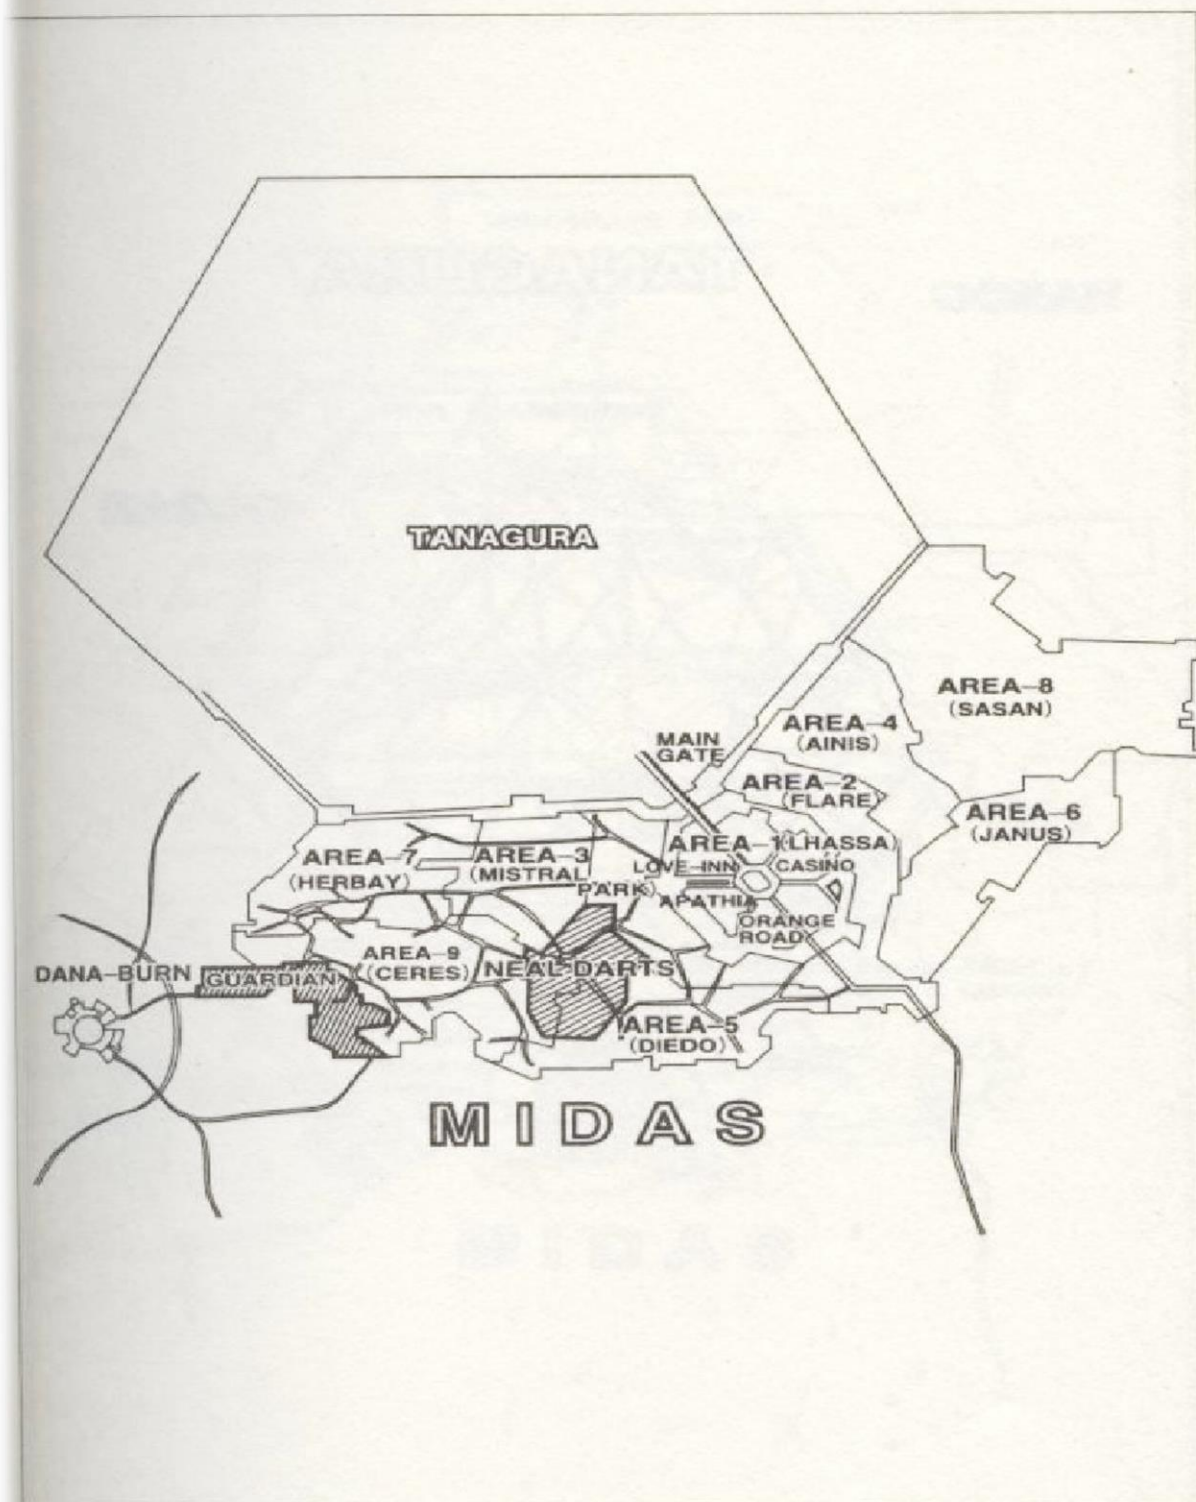 TANAGURA
AREA-8
(SASAN)
AREA-4
(AINIS)
MAIN
GATE
AREA-2
(FLARE)
AREA-6
(JANUS)
AREA-1(LHASSA)
AREA-7
(HERBAY)
AREA-3
(MISTRAL
PARK)
LOVE-INN
CASINO
APATHIA
ORANGE
ROAD
AREA-9
(CERES)
NEAL DARTS
DANA-BURN
GUARDIAN
AREA-5
(DIEDO)
MIDAS